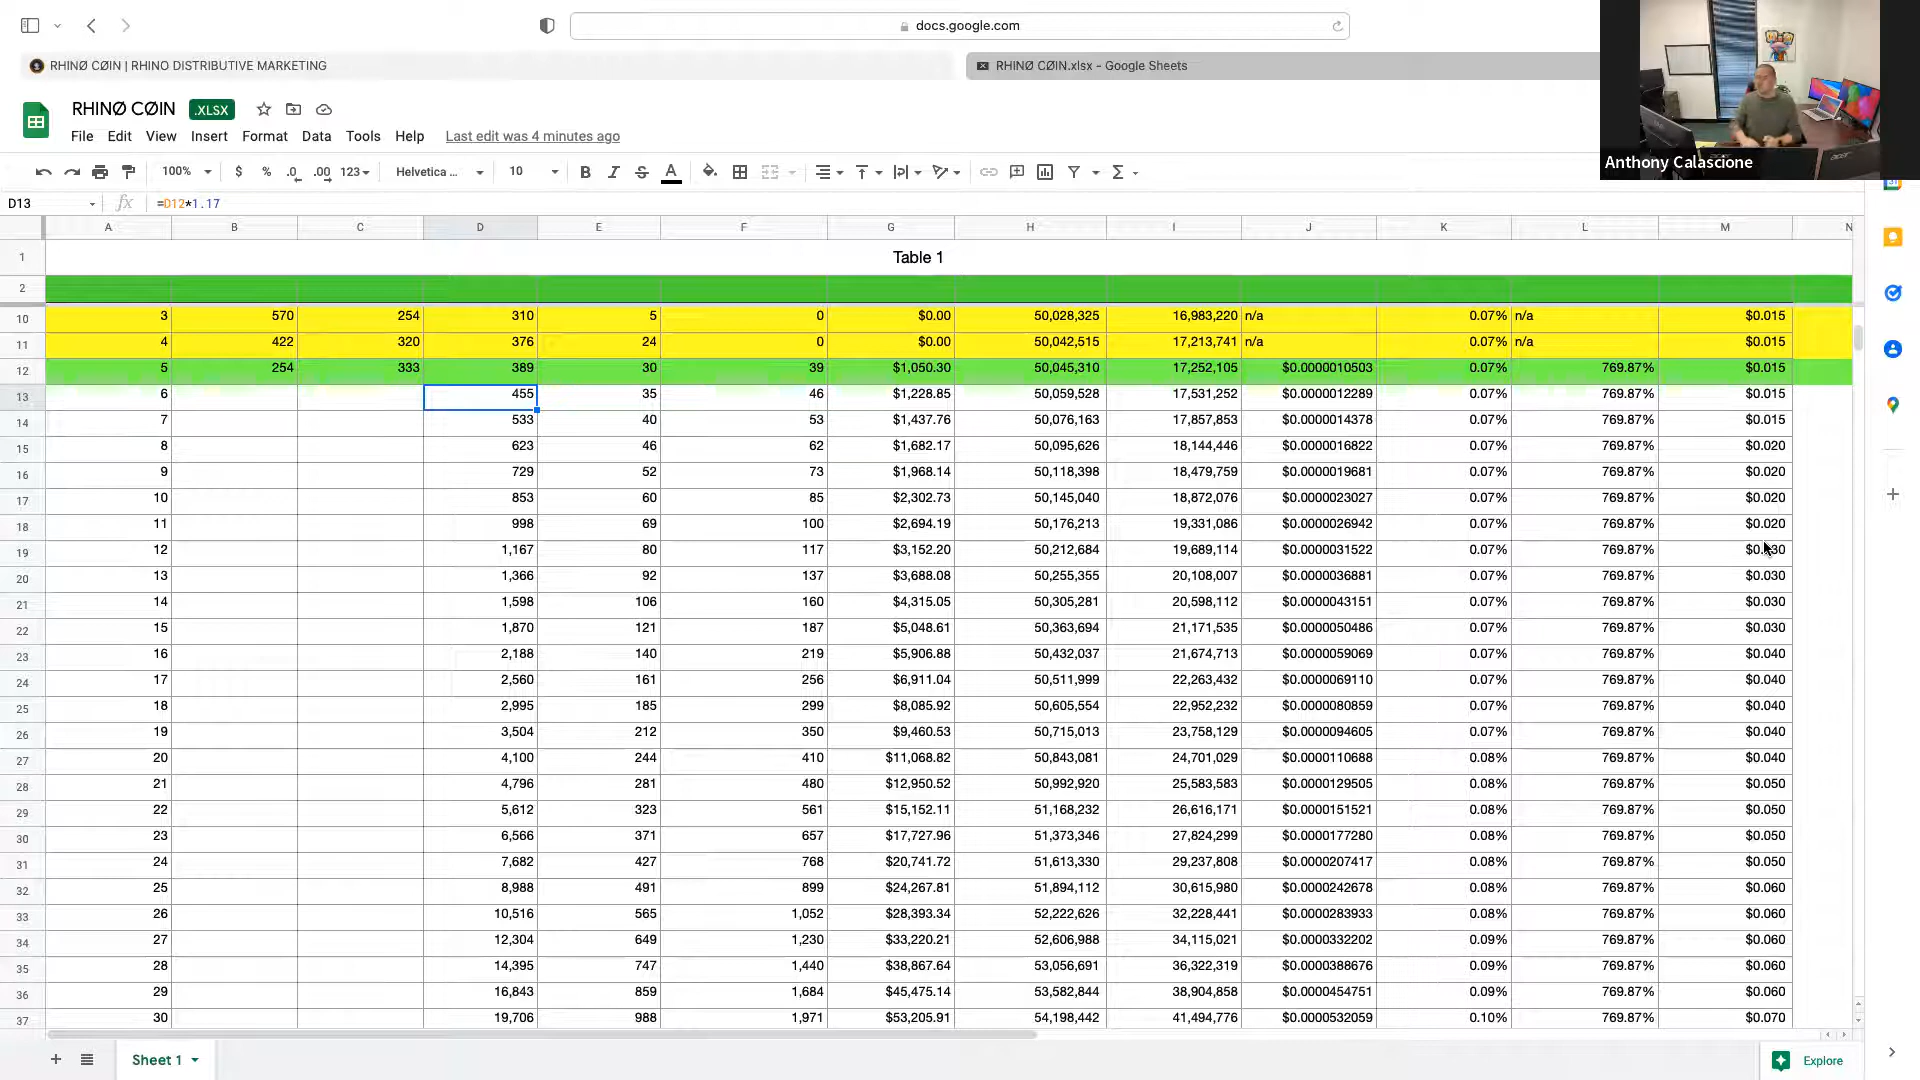 docs.google.com
RHINØ CØIN | RHINO DISTRIBUTIVE MARKETING
RHINØ CØIN.xlsx - Google Sheets
RHINØ CØIN .XLSX
File Edit View Insert Format Data Tools Help Last edit was 4 minutes ago
Anthony Calascione
100% $ % .0 .00 123 Helvetica ... 10 B I S A
D13 fx =D12*1.17
A B C D E F G H I J K L M N
1 Table 1
2
10 3 570 254 310 5 0 $0.00 50,028,325 16,983,220 n/a 0.07% n/a $0.015
11 4 422 320 376 24 0 $0.00 50,042,515 17,213,741 n/a 0.07% n/a $0.015
12 5 254 333 389 30 39 $1,050.30 50,045,310 17,252,105 $0.0000010503 0.07% 769.87% $0.015
13 6 455 35 46 $1,228.85 50,059,528 17,531,252 $0.0000012289 0.07% 769.87% $0.015
14 7 533 40 53 $1,437.76 50,076,163 17,857,853 $0.0000014378 0.07% 769.87% $0.015
15 8 623 46 62 $1,682.17 50,095,626 18,144,446 $0.0000016822 0.07% 769.87% $0.020
16 9 729 52 73 $1,968.14 50,118,398 18,479,759 $0.0000019681 0.07% 769.87% $0.020
17 10 853 60 85 $2,302.73 50,145,040 18,872,076 $0.0000023027 0.07% 769.87% $0.020
18 11 998 69 100 $2,694.19 50,176,213 19,331,086 $0.0000026942 0.07% 769.87% $0.020
19 12 1,167 80 117 $3,152.20 50,212,684 19,689,114 $0.0000031522 0.07% 769.87%
20 13 1,366 92 137 $3,688.08 50,255,355 20,108,007 $0.0000036881 0.07% 769.87% $0.030
21 14 1,598 106 160 $4,315.05 50,305,281 20,598,112 $0.0000043151 0.07% 769.87% $0.030
22 15 1,870 121 187 $5,048.61 50,363,694 21,171,535 $0.0000050486 0.07% 769.87% $0.030
23 16 2,188 140 219 $5,906.88 50,432,037 21,674,713 $0.0000059069 0.07% 769.87% $0.040
24 17 2,560 161 256 $6,911.04 50,511,999 22,263,432 $0.0000069110 0.07% 769.87% $0.040
25 18 2,995 185 299 $8,085.92 50,605,554 22,952,232 $0.0000080859 0.07% 769.87% $0.040
26 19 3,504 212 350 $9,460.53 50,715,013 23,758,129 $0.0000094605 0.07% 769.87% $0.040
27 20 4,100 244 410 $11,068.82 50,843,081 24,701,029 $0.0000110688 0.08% 769.87% $0.040
28 21 4,796 281 480 $12,950.52 50,992,920 25,583,583 $0.0000129505 0.08% 769.87% $0.050
29 22 5,612 323 561 $15,152.11 51,168,232 26,616,171 $0.0000151521 0.08% 769.87% $0.050
30 23 6,566 371 657 $17,727.96 51,373,346 27,824,299 $0.0000177280 0.08% 769.87% $0.050
31 24 7,682 427 768 $20,741.72 51,613,330 29,237,808 $0.0000207417 0.08% 769.87% $0.050
32 25 8,988 491 899 $24,267.81 51,894,112 30,615,980 $0.0000242678 0.08% 769.87% $0.060
33 26 10,516 565 1,052 $28,393.34 52,222,626 32,228,441 $0.0000283933 0.08% 769.87% $0.060
34 27 12,304 649 1,230 $33,220.21 52,606,988 34,115,021 $0.0000332202 0.09% 769.87% $0.060
35 28 14,395 747 1,440 $38,867.64 53,056,691 36,322,319 $0.0000388676 0.09% 769.87% $0.060
36 29 16,843 859 1,684 $45,475.14 53,582,844 38,904,858 $0.0000454751 0.09% 769.87% $0.060
37 30 19,706 988 1,971 $53,205.91 54,198,442 41,494,776 $0.0000532059 0.10% 769.87% $0.070
Sheet 1
Explore